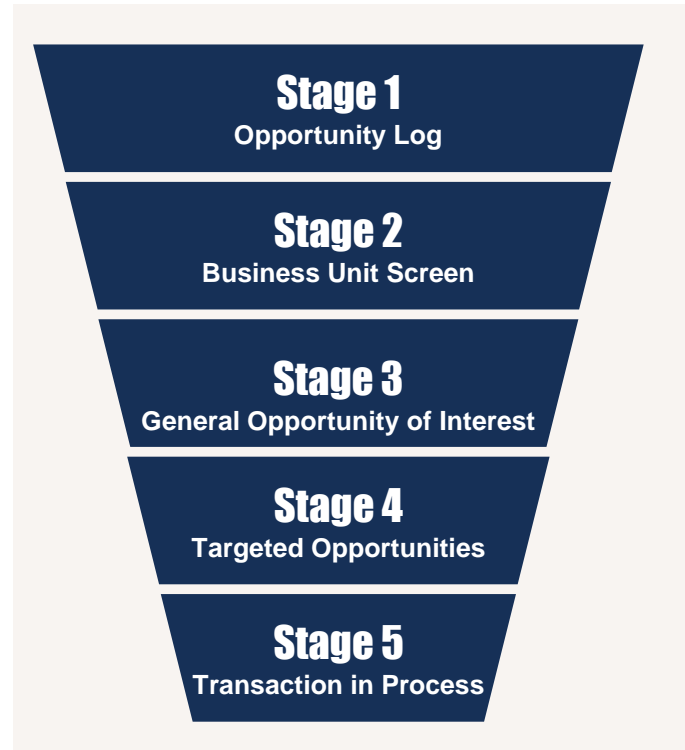 Stage 1
Opportunity Log
Stage 2
Business Unit Screen
Stage 3
General Opportunity of Interest
Stage 4
Targeted Opportunities
Stage 5
Transaction in Process